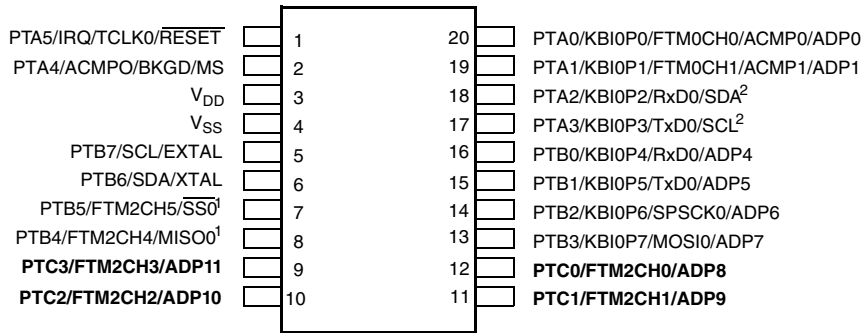 PTA5/IRQ/TCLK0/RESET 1 20 PTA0/KBI0P0/FTM0CH0/ACMP0/ADP0
PTA4/ACMPO/BKGD/MS 2 19 PTA1/KBI0P1/FTM0CH1/ACMP1/ADP1
VDD 3 18 PTA2/KBI0P2/RxD0/SDA2
VSS 4 17 PTA3/KBI0P3/TxD0/SCL2
PTB7/SCL/EXTAL 5 16 PTB0/KBI0P4/RxD0/ADP4
PTB6/SDA/XTAL 6 15 PTB1/KBI0P5/TxD0/ADP5
PTB5/FTM2CH5/SS01 7 14 PTB2/KBI0P6/SPSCK0/ADP6
PTB4/FTM2CH4/MISO01 8 13 PTB3/KBI0P7/MOSI0/ADP7
PTC3/FTM2CH3/ADP11 9 12 PTC0/FTM2CH0/ADP8
PTC2/FTM2CH2/ADP10 10 11 PTC1/FTM2CH1/ADP9